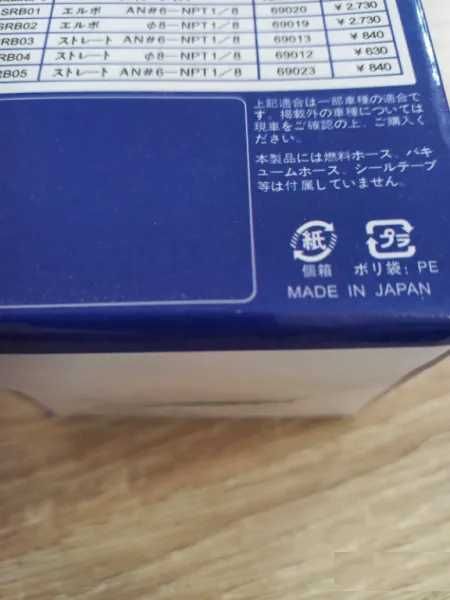 SRB01 エルボ AN#6—NPT1/8 69020 ¥2,730
SRB02 エルボ φ8—NPT1/8 69019 ¥2,730
SRB03 ストレート AN#6—NPT1/8 69013 ¥840
SRB04 ストレート φ8—NPT1/8 69012 ¥630
SRB05 ストレート AN#6—NPT1/8 69023 ¥840
上記適合は一部車種の適合で
す。掲載外の車種については
現車をご確認の上、ご購入く
ださい。
本製品には燃料ホース、バキ
ュームホース、シールテープ
等は付属していません。
紙 プラ
個箱 ポリ袋: PE
MADE IN JAPAN